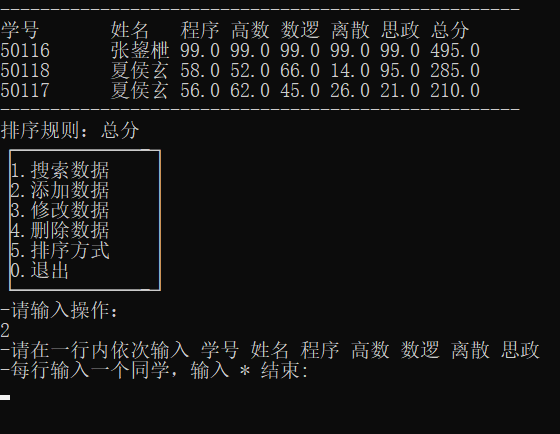 学号 姓名 程序 高数 数逻 离散 思政 总分
50116 张鋆枻 99.0 99.0 99.0 99.0 99.0 495.0
50118 夏侯玄 58.0 52.0 66.0 14.0 95.0 285.0
50117 夏侯玄 56.0 62.0 45.0 26.0 21.0 210.0
排序规则: 总分
1.搜索数据
2.添加数据
3.修改数据
4.删除数据
5.排序方式
0.退出
-请输入操作:
2
-请在一行内依次输入 学号 姓名 程序 高数 数逻 离散 思政
-每行输入一个同学, 输入 * 结束: